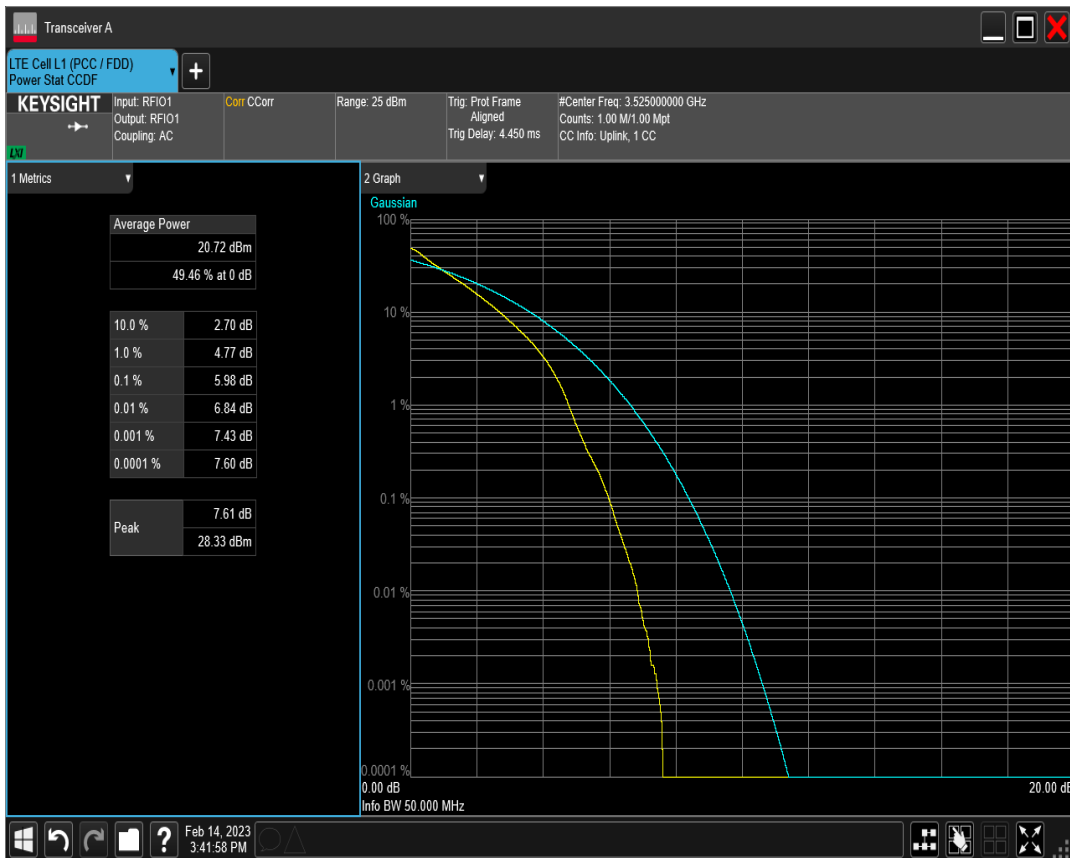 Transceiver A
LTE Cell L1 (PCC / FDD)
Power Stat CCDF
KEYSIGHT
LXI
Input: RFIO1
Output: RFIO1
Coupling: AC
Corr CCorr
Range: 25 dBm
Trig: Prot Frame
Aligned
Trig Delay: 4.450 ms
#Center Freq: 3.525000000 GHz
Counts: 1.00 M/1.00 Mpt
CC Info: Uplink, 1 CC
1 Metrics
Average Power
20.72 dBm
49.46 % at 0 dB
10.0 % 2.70 dB
1.0 % 4.77 dB
0.1 % 5.98 dB
0.01 % 6.84 dB
0.001 % 7.43 dB
0.0001 % 7.60 dB
Peak 7.61 dB
28.33 dBm
2 Graph
Gaussian
100 %
10 %
1 %
0.1 %
0.01 %
0.001 %
0.0001 %
0.00 dB 20.00 dB
Info BW 50.000 MHz
Feb 14, 2023
3:41:58 PM